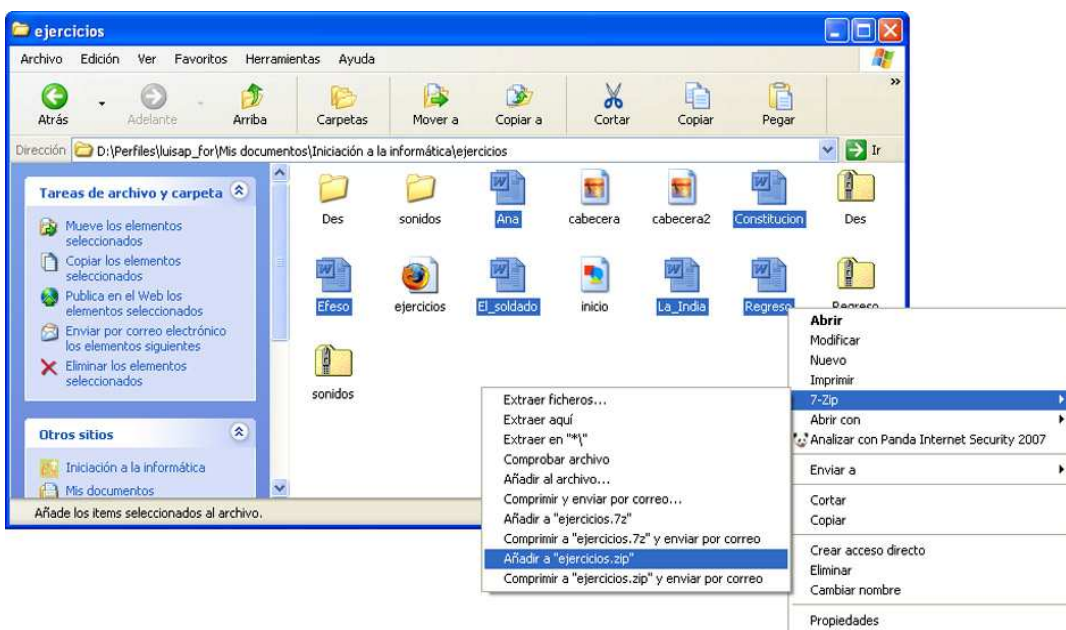 ejercicios
Archivo Edición Ver Favoritos Herramientas Ayuda
Atrás Adelante Arriba Carpetas Mover a Copiar a Cortar Copiar Pegar
Dirección D:\Perfiles\luisap_for\Mis documentos\Iniciación a la informática\ejercicios Ir
Tareas de archivo y carpeta
Mueve los elementos
seleccionados
Copiar los elementos
seleccionados
Publica en el Web los
elementos seleccionados
Enviar por correo electrónico
los elementos siguientes
Eliminar los elementos
seleccionados
Otros sitios
Iniciación a la informática
Mis documentos
Des sonidos Ana cabecera cabecera2 Constitucion Des
Efeso ejercicios El_soldado inicio La_India Regreso Regreso
sonidos
Añade los items seleccionados al archivo.
Abrir
Modificar
Nuevo
Imprimir
7-Zip
Abrir con
Analizar con Panda Internet Security 2007
Enviar a
Cortar
Copiar
Crear acceso directo
Eliminar
Cambiar nombre
Propiedades
Extraer ficheros...
Extraer aquí
Extraer en "*\"
Comprobar archivo
Añadir al archivo...
Comprimir y enviar por correo...
Añadir a "ejercicios.7z"
Comprimir a "ejercicios.7z" y enviar por correo
Añadir a "ejercicios.zip"
Comprimir a "ejercicios.zip" y enviar por correo